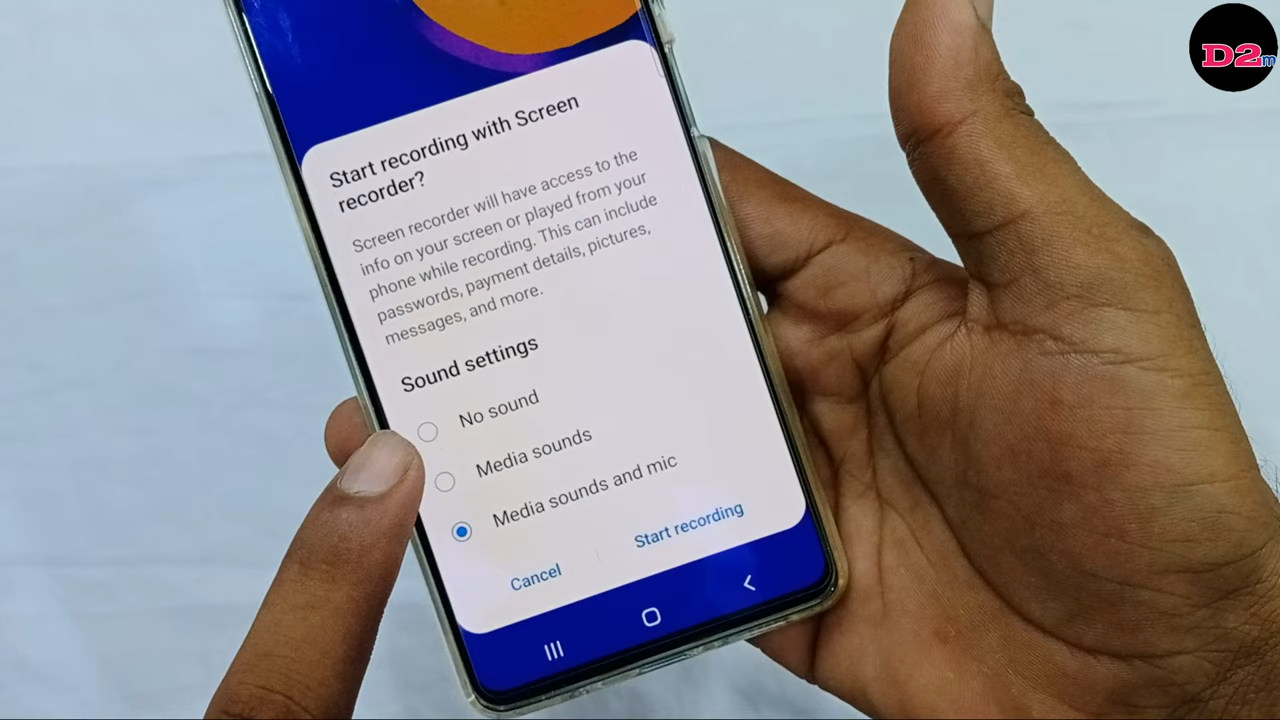 D2m
Start recording with Screen
recorder?
Screen recorder will have access to the
info on your screen or played from your
phone while recording. This can include
passwords, payment details, pictures,
messages, and more.
Sound settings
No sound
Media sounds
Media sounds and mic
Cancel
Start recording